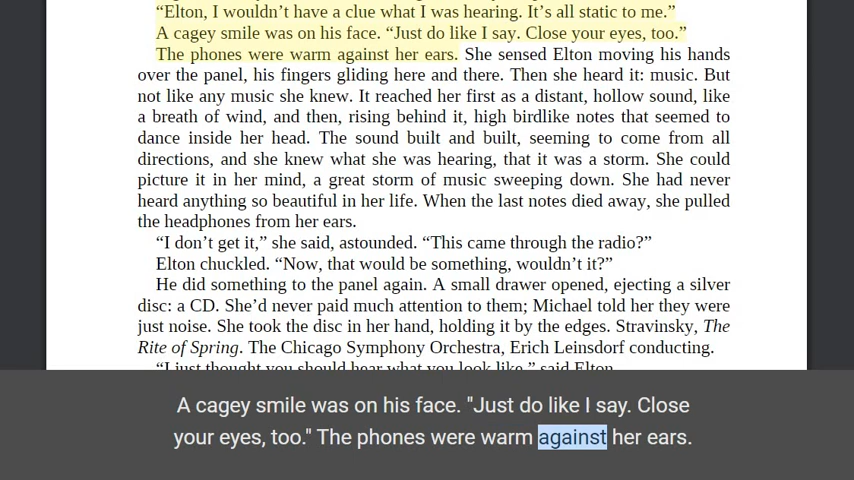 “Elton, I wouldn’t have a clue what I was hearing. It’s all static to me.”
A cagey smile was on his face. “Just do like I say. Close your eyes, too.”
The phones were warm against her ears. She sensed Elton moving his hands
over the panel, his fingers gliding here and there. Then she heard it: music. But
not like any music she knew. It reached her first as a distant, hollow sound, like
a breath of wind, and then, rising behind it, high birdlike notes that seemed to
dance inside her head. The sound built and built, seeming to come from all
directions, and she knew what she was hearing, that it was a storm. She could
picture it in her mind, a great storm of music sweeping down. She had never
heard anything so beautiful in her life. When the last notes died away, she pulled
the headphones from her ears.
“I don’t get it,” she said, astounded. “This came through the radio?”
Elton chuckled. “Now, that would be something, wouldn’t it?”
He did something to the panel again. A small drawer opened, ejecting a silver
disc: a CD. She’d never paid much attention to them; Michael told her they were
just noise. She took the disc in her hand, holding it by the edges. Stravinsky, The
Rite of Spring. The Chicago Symphony Orchestra, Erich Leinsdorf conducting.
“I just thought you should hear what you look like,” said Elton.
A cagey smile was on his face. "Just do like I say. Close
your eyes, too." The phones were warm against her ears.